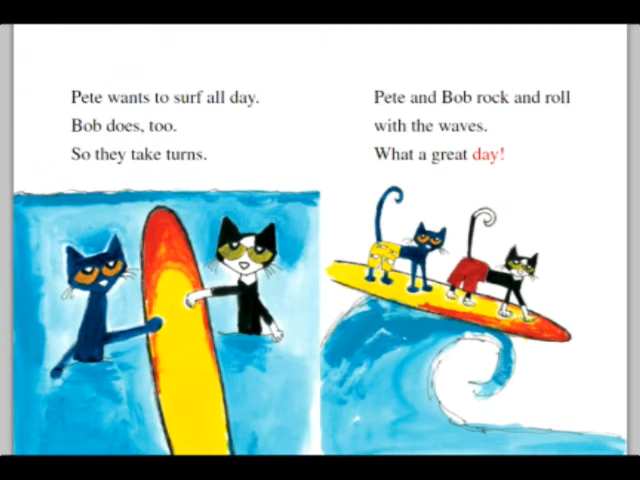 Pete wants to surf all day.
Bob does, too.
So they take turns.
Pete and Bob rock and roll
with the waves.
What a great day!